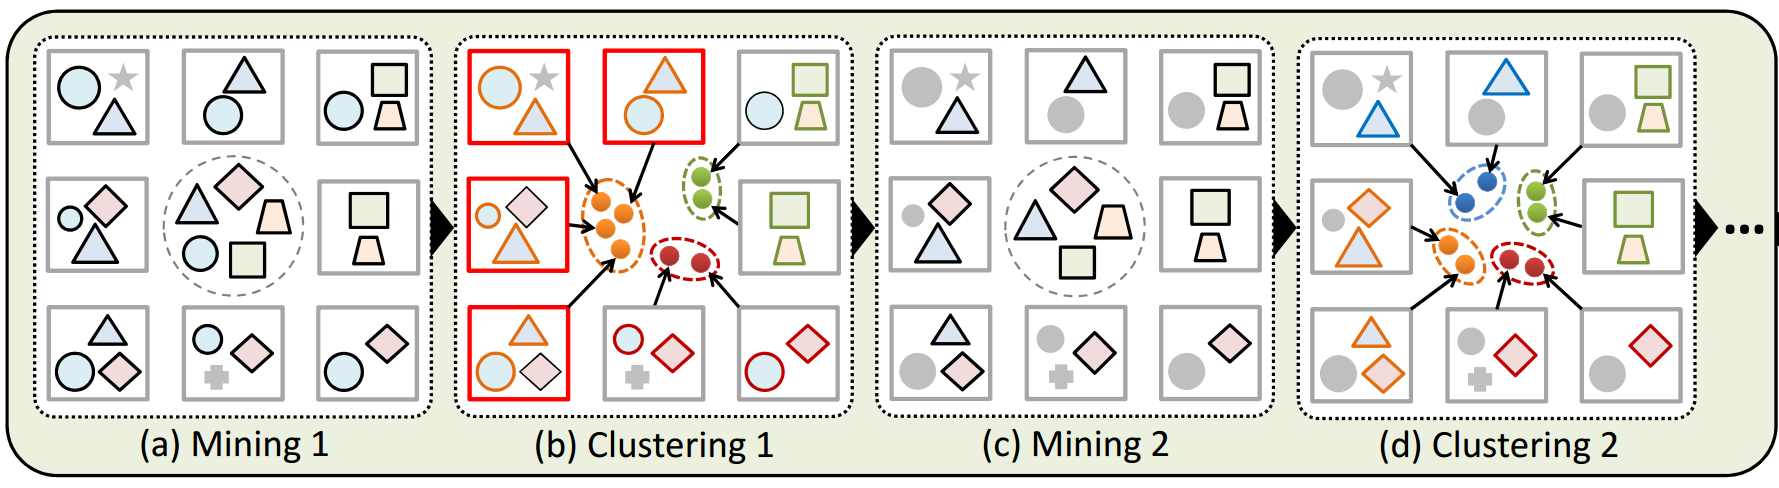 (a) Mining 1
(b) Clustering 1
(c) Mining 2
(d) Clustering 2